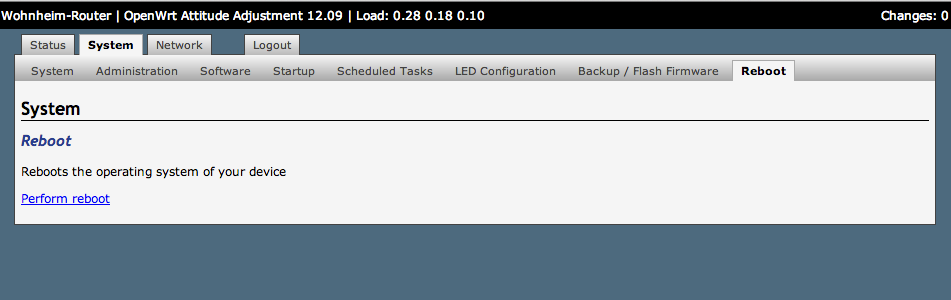 Wohnheim-Router | OpenWrt Attitude Adjustment 12.09 | Load: 0.28 0.18 0.10 Changes: 0
Status System Network Logout
System Administration Software Startup Scheduled Tasks LED Configuration Backup / Flash Firmware Reboot
System
Reboot
Reboots the operating system of your device
Perform reboot